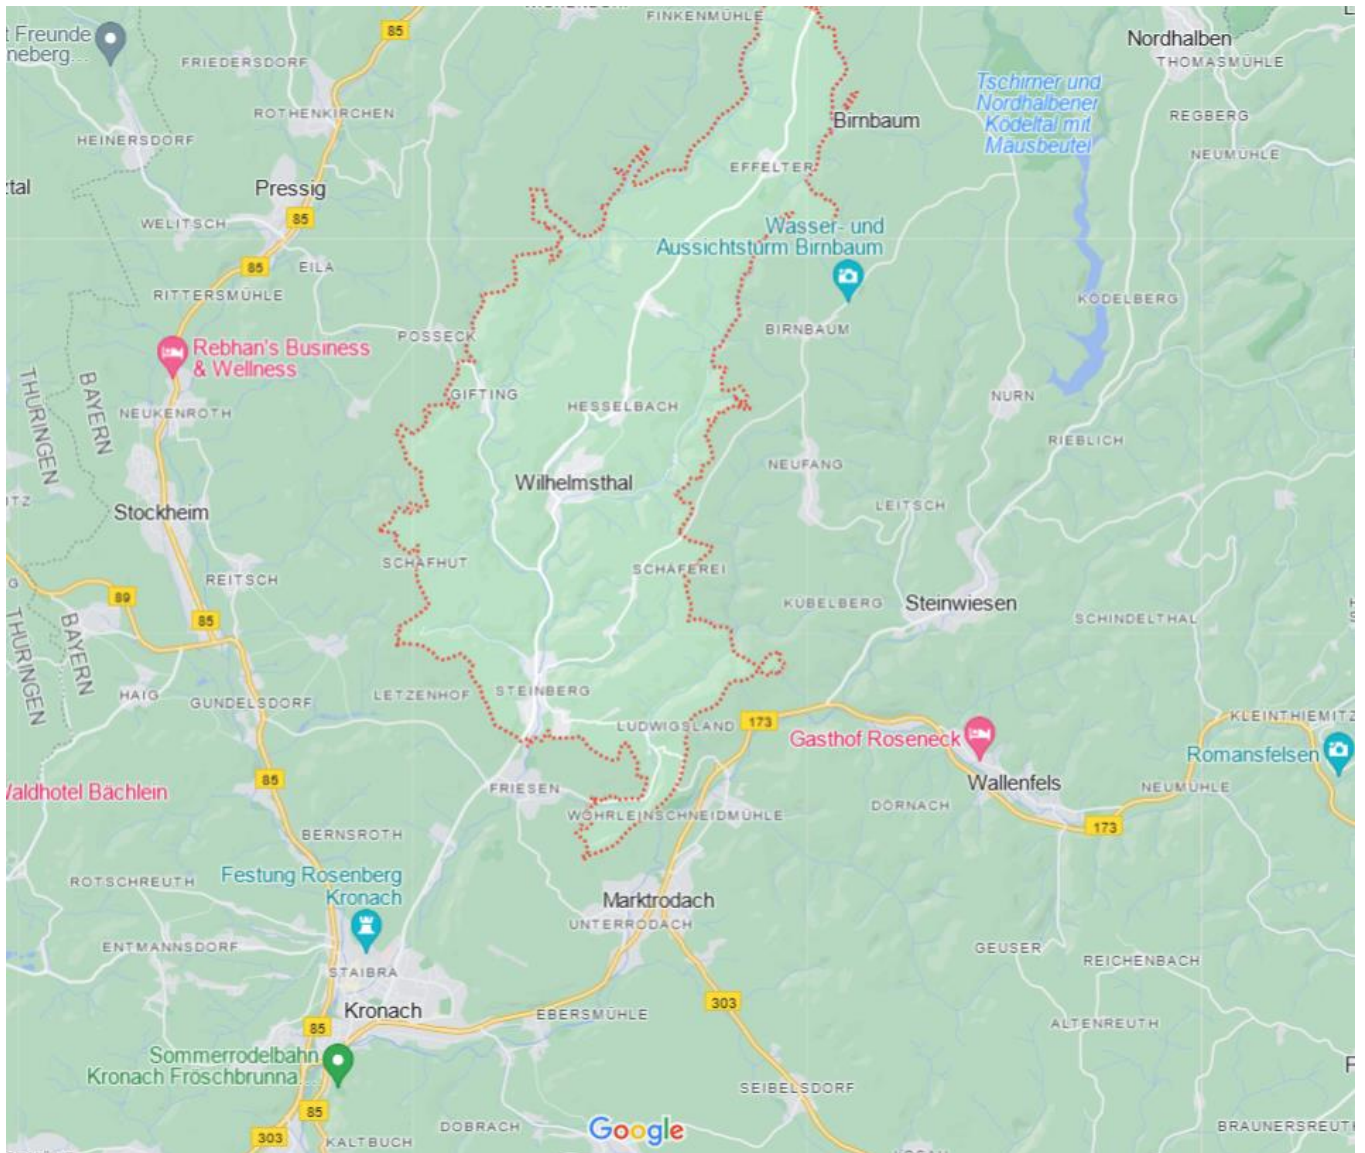 FINKENMÜHLE
85
t Freunde
neberg...
Nordhalben
THOMASMÜHLE
FRIEDERSDORF
Tschirner und
Nordhalbener
Ködeltal mit
Mausbeutel
ROTHENKIRCHEN
Birnbaum
REGBERG
HEINERSDORF
NEUMÜHLE
EFFELTER
ktal
Pressig
85
WELITSCH
Wasser- und
Aussichtsturm Birnbaum
EILA
85
RITTERSMÜHLE
KÖDELBERG
POSSECK
BIRNBAUM
Rebhan's Business
& Wellness
THÜRINGEN
BAYERN
GIFTING
HESSELBACH
NURN
NEUKENROTH
RIEBLICH
NEUFANG
Wilhelmsthal
Stockheim
LEITSCH
SCHAFHUT
SCHÄFEREI
REITSCH
89
85
KÜBELBERG
Steinwiesen
SCHINDELTHAL
THÜRINGEN
BAYERN
HAIG
GUNDELSDORF
LETZENHOF
STEINBERG
LUDWIGSLAND
173
KLEINTHIEMITZ
Gasthof Roseneck
Romansfelsen
85
Waldhotel Bächlein
FRIESEN
Wallenfels
NEUMÜHLE
DÖRNACH
WÖHRLEINSCHNEIDMÜHLE
173
BERNSROTH
Festung Rosenberg
Kronach
ROTSCHREUTH
Marktrodach
UNTERRODACH
ENTMANNSDORF
GEUSER
REICHENBACH
STAIBRA
303
Kronach
EBERSMÜHLE
85
ALTENREUTH
Sommerrodelbahn
Kronach Fröschbrunna...
SEIBELSDORF
85
303
KALTBUCH
DOBRACH
Google
BRAUNERSREUTH